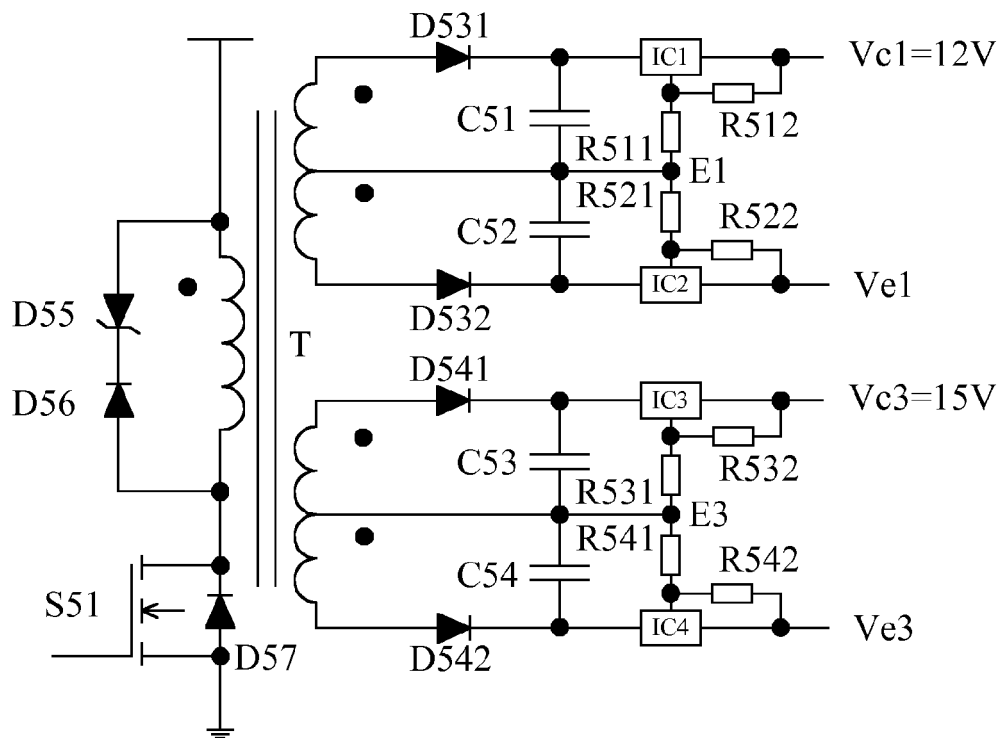 D531
IC1
Vc1=12V
C51
R511
R512
E1
R521
R522
C52
IC2
Ve1
D532
D55
T
D56
D541
IC3
Vc3=15V
C53
R531
R532
E3
R541
R542
C54
IC4
Ve3
D542
S51
D57